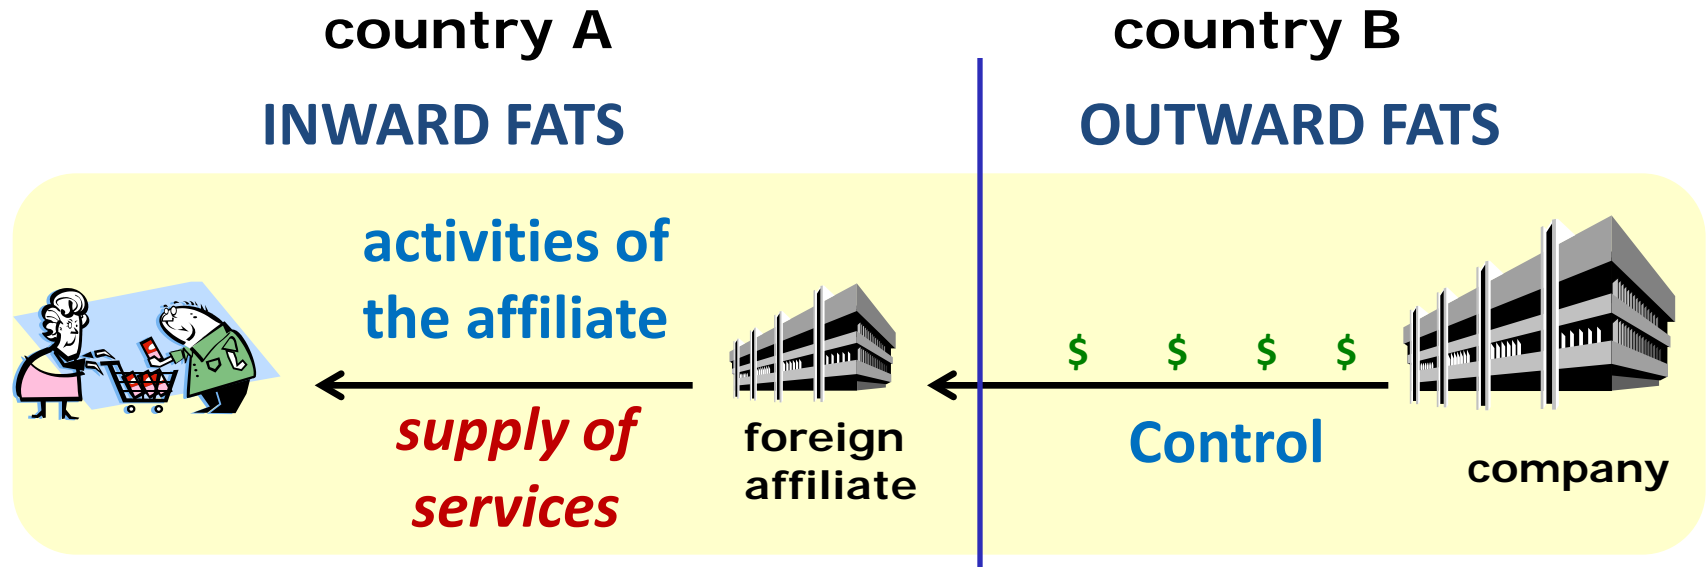 country A
country B
INWARD FATS
OUTWARD FATS
activities of
the affiliate
$ $ $ $
supply of
services
foreign
affiliate
Control
company